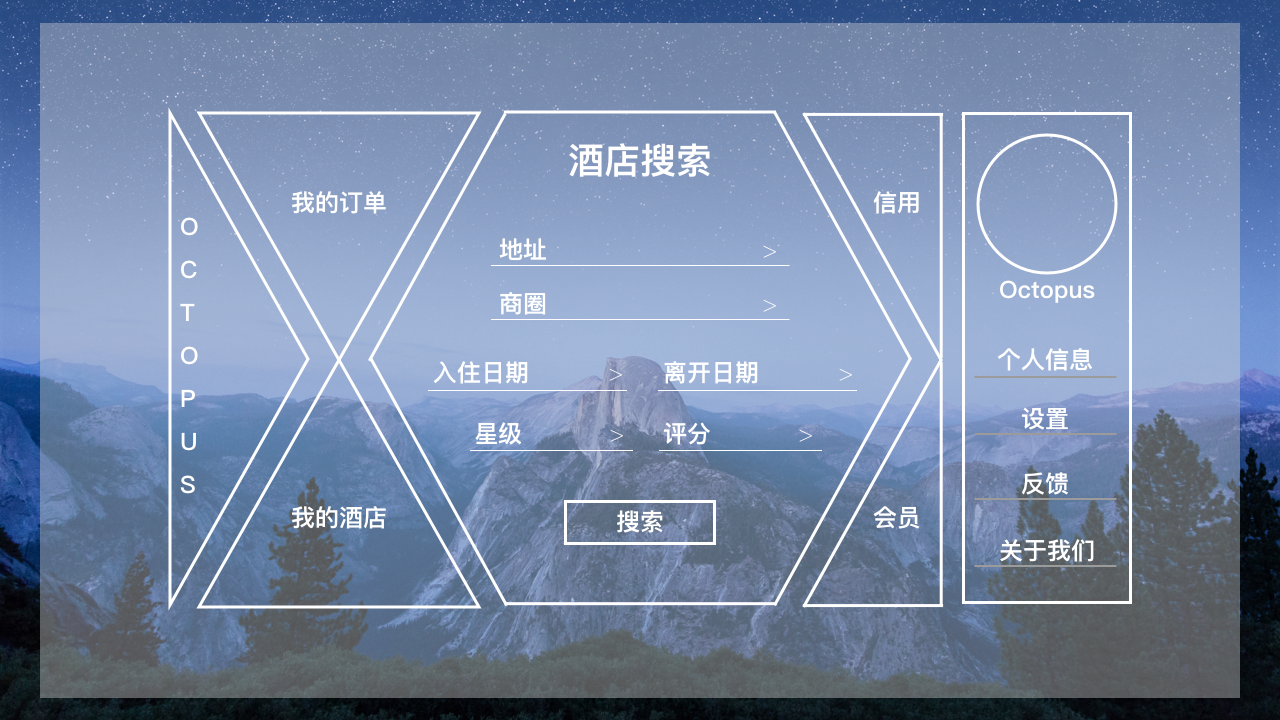 OCTOPUS
我的订单
我的酒店
酒店搜索
地址 >
商圈 >
入住日期 > 离开日期 >
星级 > 评分 >
搜索
信用
会员
Octopus
个人信息
设置
反馈
关于我们